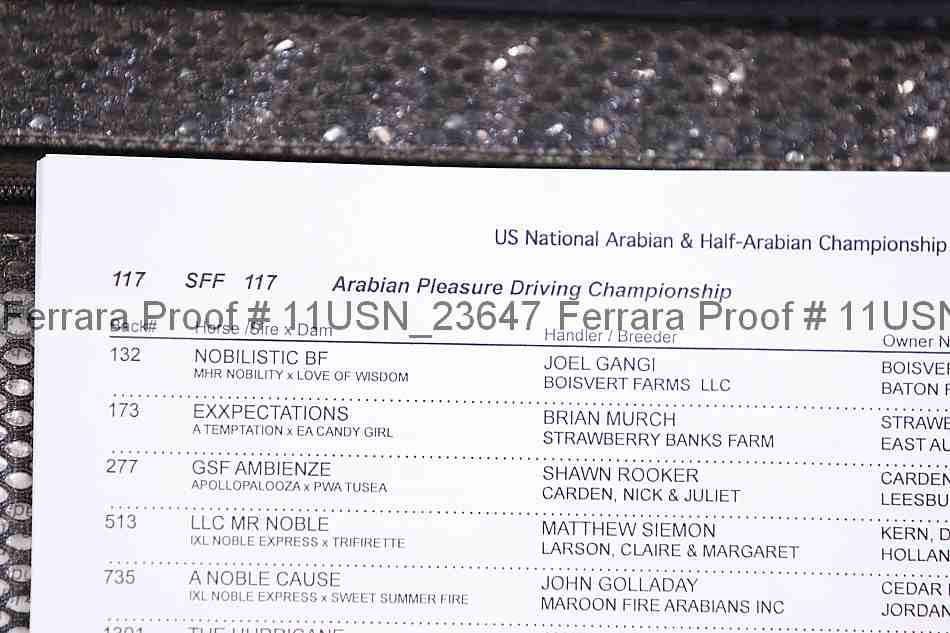 US National Arabian & Half-Arabian Championship
117 SFF 117 Arabian Pleasure Driving Championship
Ferrara Proof # 11USN_23647 Ferrara Proof # 11USN
Back# Horse /Sire x Dam Handler / Breeder Owner N
132 NOBILISTIC BF JOEL GANGI BOISVE
MHR NOBILITY x LOVE OF WISDOM BOISVERT FARMS LLC BATON
173 EXXPECTATIONS BRIAN MURCH STRAWB
A TEMPTATION x EA CANDY GIRL STRAWBERRY BANKS FARM EAST AU
277 GSF AMBIENZE SHAWN ROOKER CARDEN
APOLLOPALOOZA x PWA TUSEA CARDEN, NICK & JULIET LEESBU
513 LLC MR NOBLE MATTHEW SIEMON KERN, D
IXL NOBLE EXPRESS x TRIFIRETTE LARSON, CLAIRE & MARGARET HOLLAN
735 A NOBLE CAUSE JOHN GOLLADAY CEDAR
IXL NOBLE EXPRESS x SWEET SUMMER FIRE MAROON FIRE ARABIANS INC JORDAN
THE HURRICANE